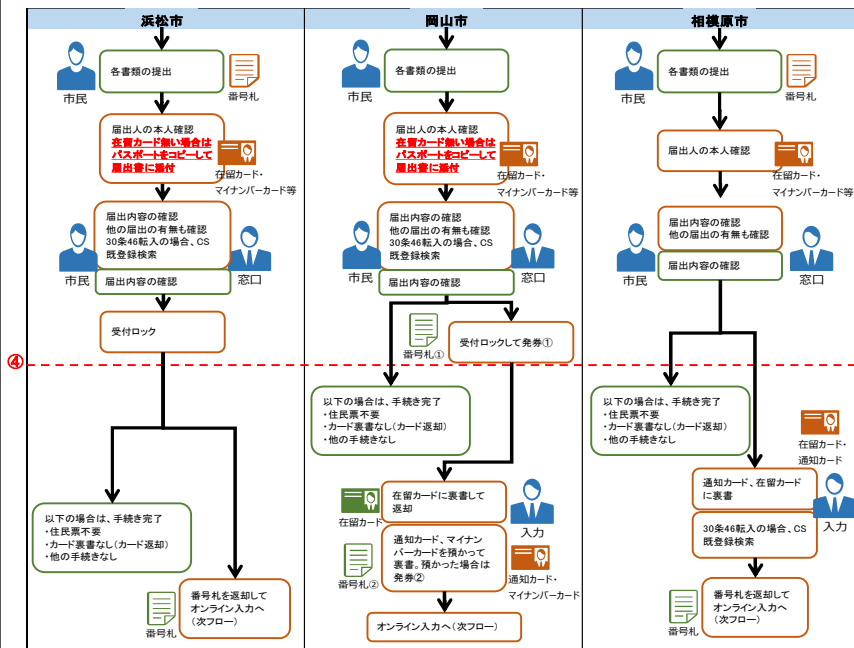 浜松市
各書類の提出
市民
番号札
届出人の本人確認
在留カード無い場合は
パスポートをコピーして
届出書に添付
在留カード・
マイナンバーカード等
届出内容の確認
他の届出の有無も確認
30条46転入の場合、CS
既登録検索
市民
窓口
届出内容の確認
受付ロック
④
以下の場合は、手続き完了
・住民票不要
・カード裏書なし(カード返却)
・他の手続きなし
番号札を返却して
オンライン入力へ
(次フロー)
番号札
岡山市
各書類の提出
市民
届出人の本人確認
在留カード無い場合は
パスポートをコピーして
届出書に添付
在留カード・
マイナンバーカード等
届出内容の確認
他の届出の有無も確認
30条46転入の場合、CS
既登録検索
市民
窓口
届出内容の確認
番号札①
受付ロックして発券①
以下の場合は、手続き完了
・住民票不要
・カード裏書なし(カード返却)
・他の手続きなし
在留カードに裏書して
返却
在留カード
入力
通知カード、マイナン
バーカードを預かって
裏書。預かった場合は
発券②
番号札②
通知カード・
マイナンバーカード
オンライン入力へ(次フロー)
相模原市
各書類の提出
市民
番号札
届出人の本人確認
在留カード・
マイナンバーカード等
届出内容の確認
他の届出の有無も確認
市民
窓口
届出内容の確認
以下の場合は、手続き完了
・住民票不要
・カード裏書なし(カード返却)
・他の手続きなし
在留カード・
通知カード
通知カード、在留カード
に裏書
入力
30条46転入の場合、CS
既登録検索
番号札を返却して
オンライン入力へ
(次フロー)
番号札